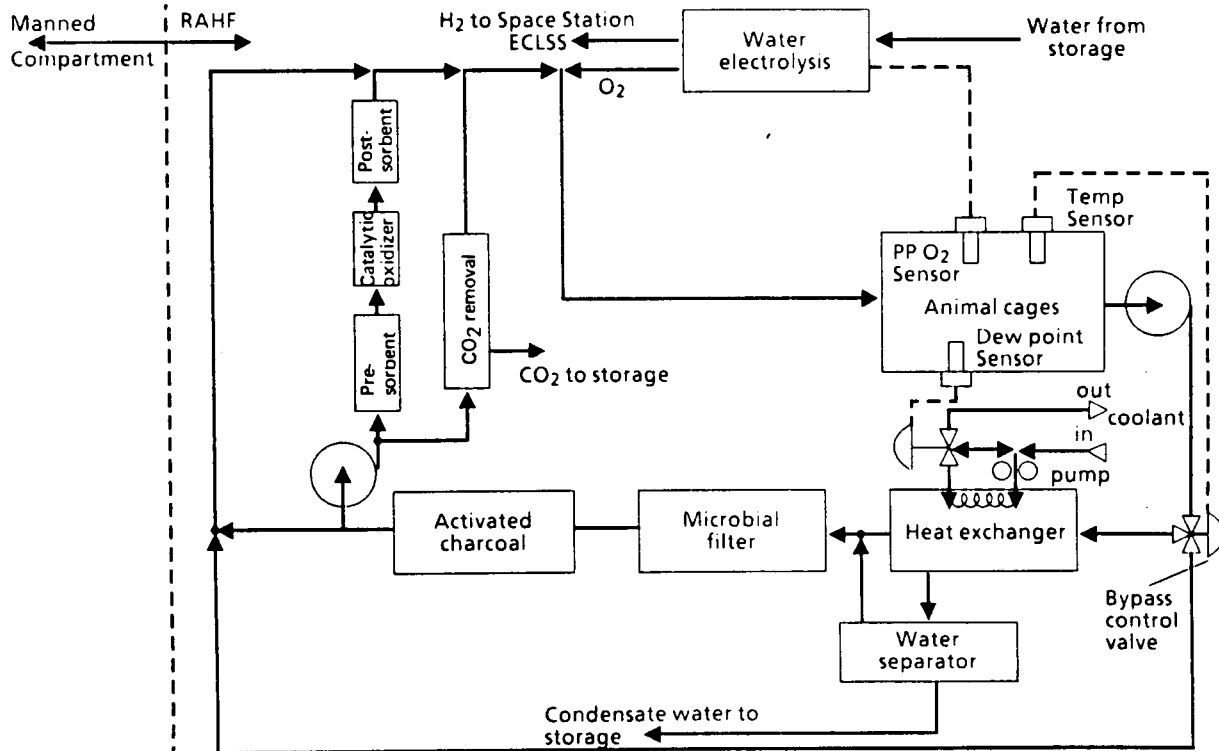 Manned
Compartment
RAHF
H2 to Space Station
ECLSS
O2
Water
electrolysis
Water from
storage
Post-
sorbent
Catalytic
oxidizer
Pre-
sorbent
CO2 removal
CO2 to storage
Temp
Sensor
PP O2
Sensor
Animal cages
Dew point
Sensor
out
coolant
in
pump
Activated
charcoal
Microbial
filter
Heat exchanger
Bypass
control
valve
Water
separator
Condensate water to
storage